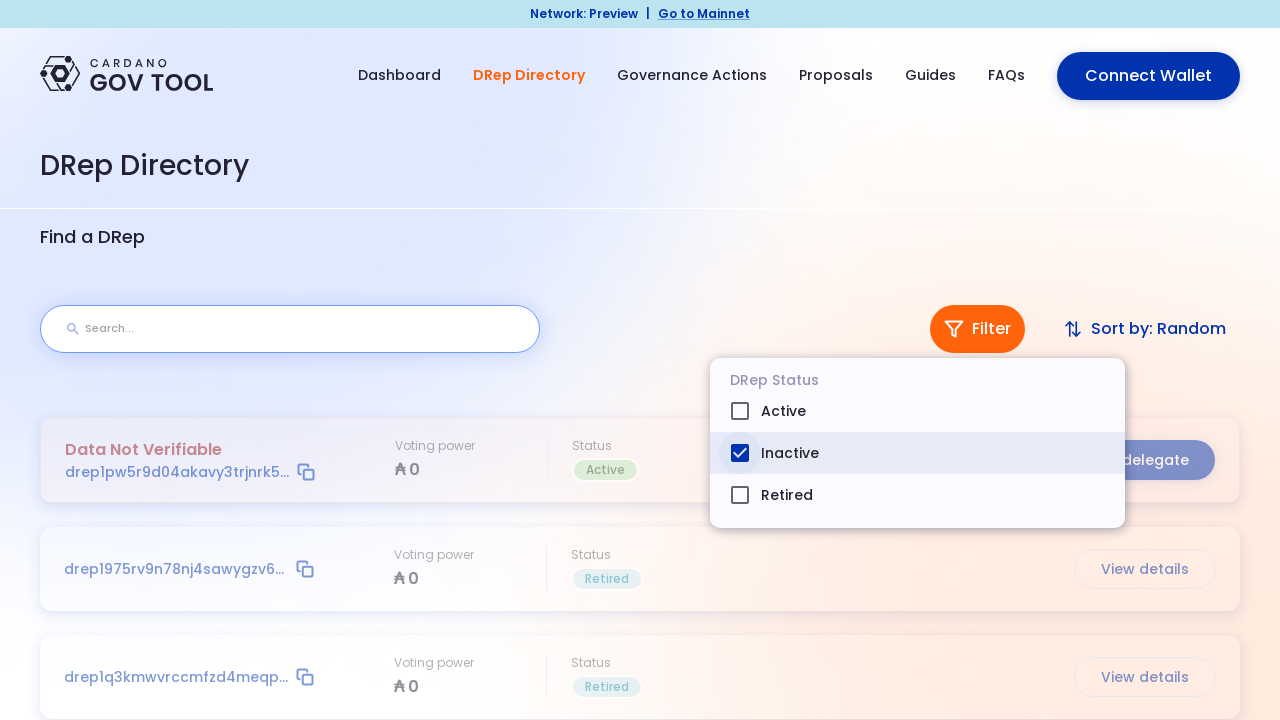 Network: Preview | Go to Mainnet
CARDANO
GOV TOOL
Dashboard
DRep Directory
Governance Actions
Proposals
Guides
FAQs
Connect Wallet
DRep Directory
Find a DRep
Search...
Filter
Sort by: Random
DRep Status
Active
Inactive
Retired
Data Not Verifiable
drep1pw5r9d04akavy3trjnrk5...
Voting power
₳ 0
Status
Active
delegate
drep1975rv9n78nj4sawygzv6...
Voting power
₳ 0
Status
Retired
View details
drep1q3kmwvrccmfzd4meqp...
Voting power
₳ 0
Status
Retired
View details